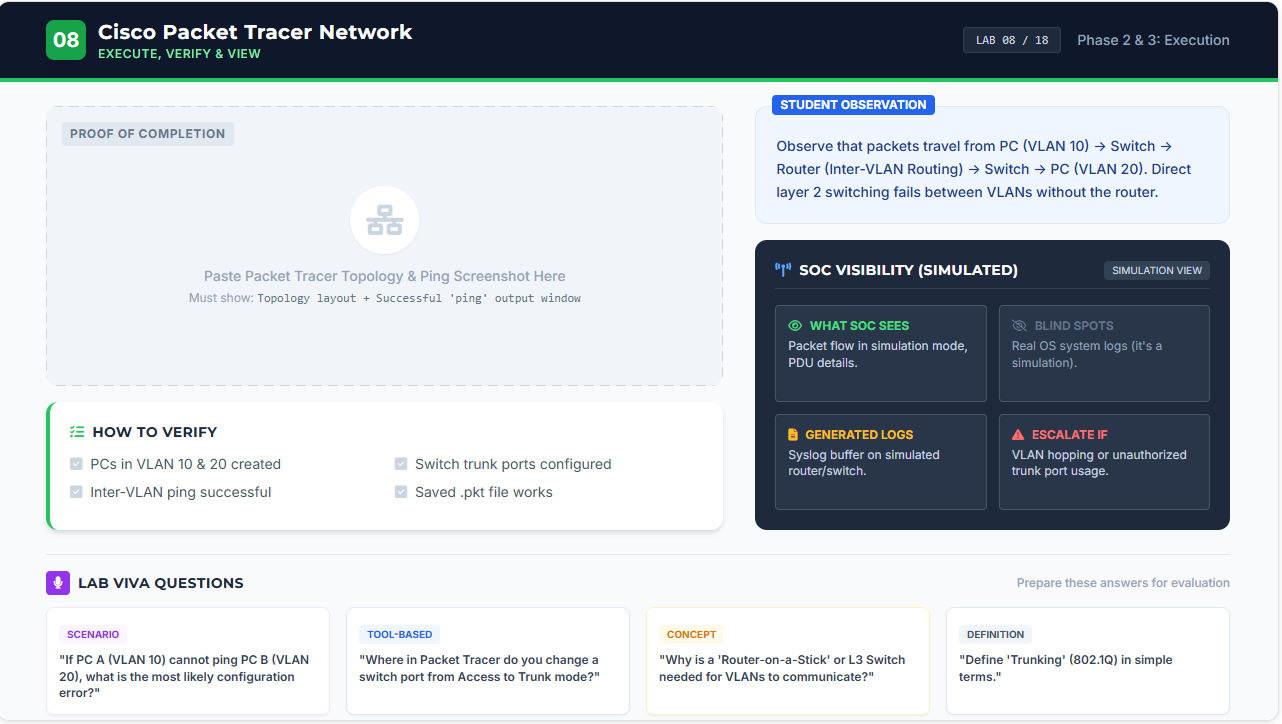 08
Cisco Packet Tracer Network
EXECUTE, VERIFY & VIEW
LAB 08 / 18
Phase 2 & 3: Execution
PROOF OF COMPLETION
Paste Packet Tracer Topology & Ping Screenshot Here
Must show: Topology layout + Successful 'ping' output window
HOW TO VERIFY
PCs in VLAN 10 & 20 created
Switch trunk ports configured
Inter-VLAN ping successful
Saved .pkt file works
STUDENT OBSERVATION
Observe that packets travel from PC (VLAN 10) → Switch →
Router (Inter-VLAN Routing) → Switch → PC (VLAN 20). Direct
layer 2 switching fails between VLANs without the router.
SOC VISIBILITY (SIMULATED)
SIMULATION VIEW
WHAT SOC SEES
Packet flow in simulation mode,
PDU details.
BLIND SPOTS
Real OS system logs (it's a
simulation).
GENERATED LOGS
Syslog buffer on simulated
router/switch.
ESCALATE IF
VLAN hopping or unauthorized
trunk port usage.
LAB VIVA QUESTIONS
Prepare these answers for evaluation
SCENARIO
"If PC A (VLAN 10) cannot ping PC B (VLAN
20), what is the most likely configuration
error?"
TOOL-BASED
"Where in Packet Tracer do you change a
switch port from Access to Trunk mode?"
CONCEPT
"Why is a 'Router-on-a-Stick' or L3 Switch
needed for VLANs to communicate?"
DEFINITION
"Define 'Trunking' (802.1Q) in simple
terms."